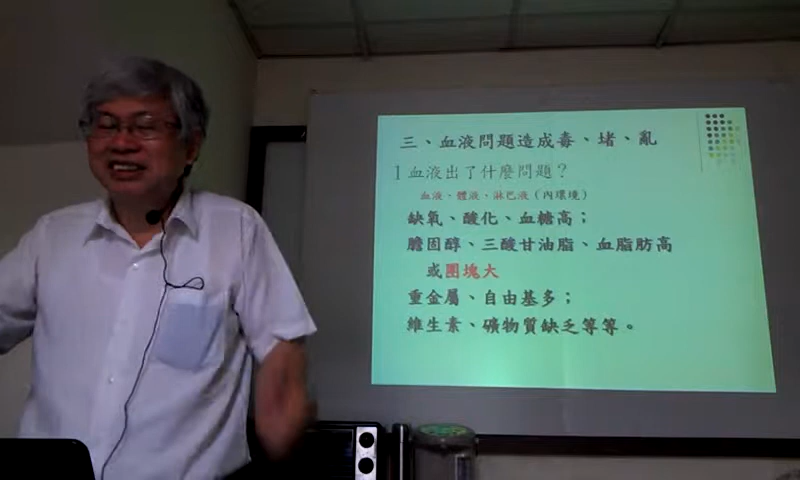 三、血液問題造成毒、堵、亂
1血液出了什麼問題？
血液、體液、淋巴液（內環境）
缺氧、酸化、血糖高；
膽固醇、三酸甘油脂、血脂肪高
或團塊大
重金屬、自由基多；
維生素、礦物質缺乏等等。